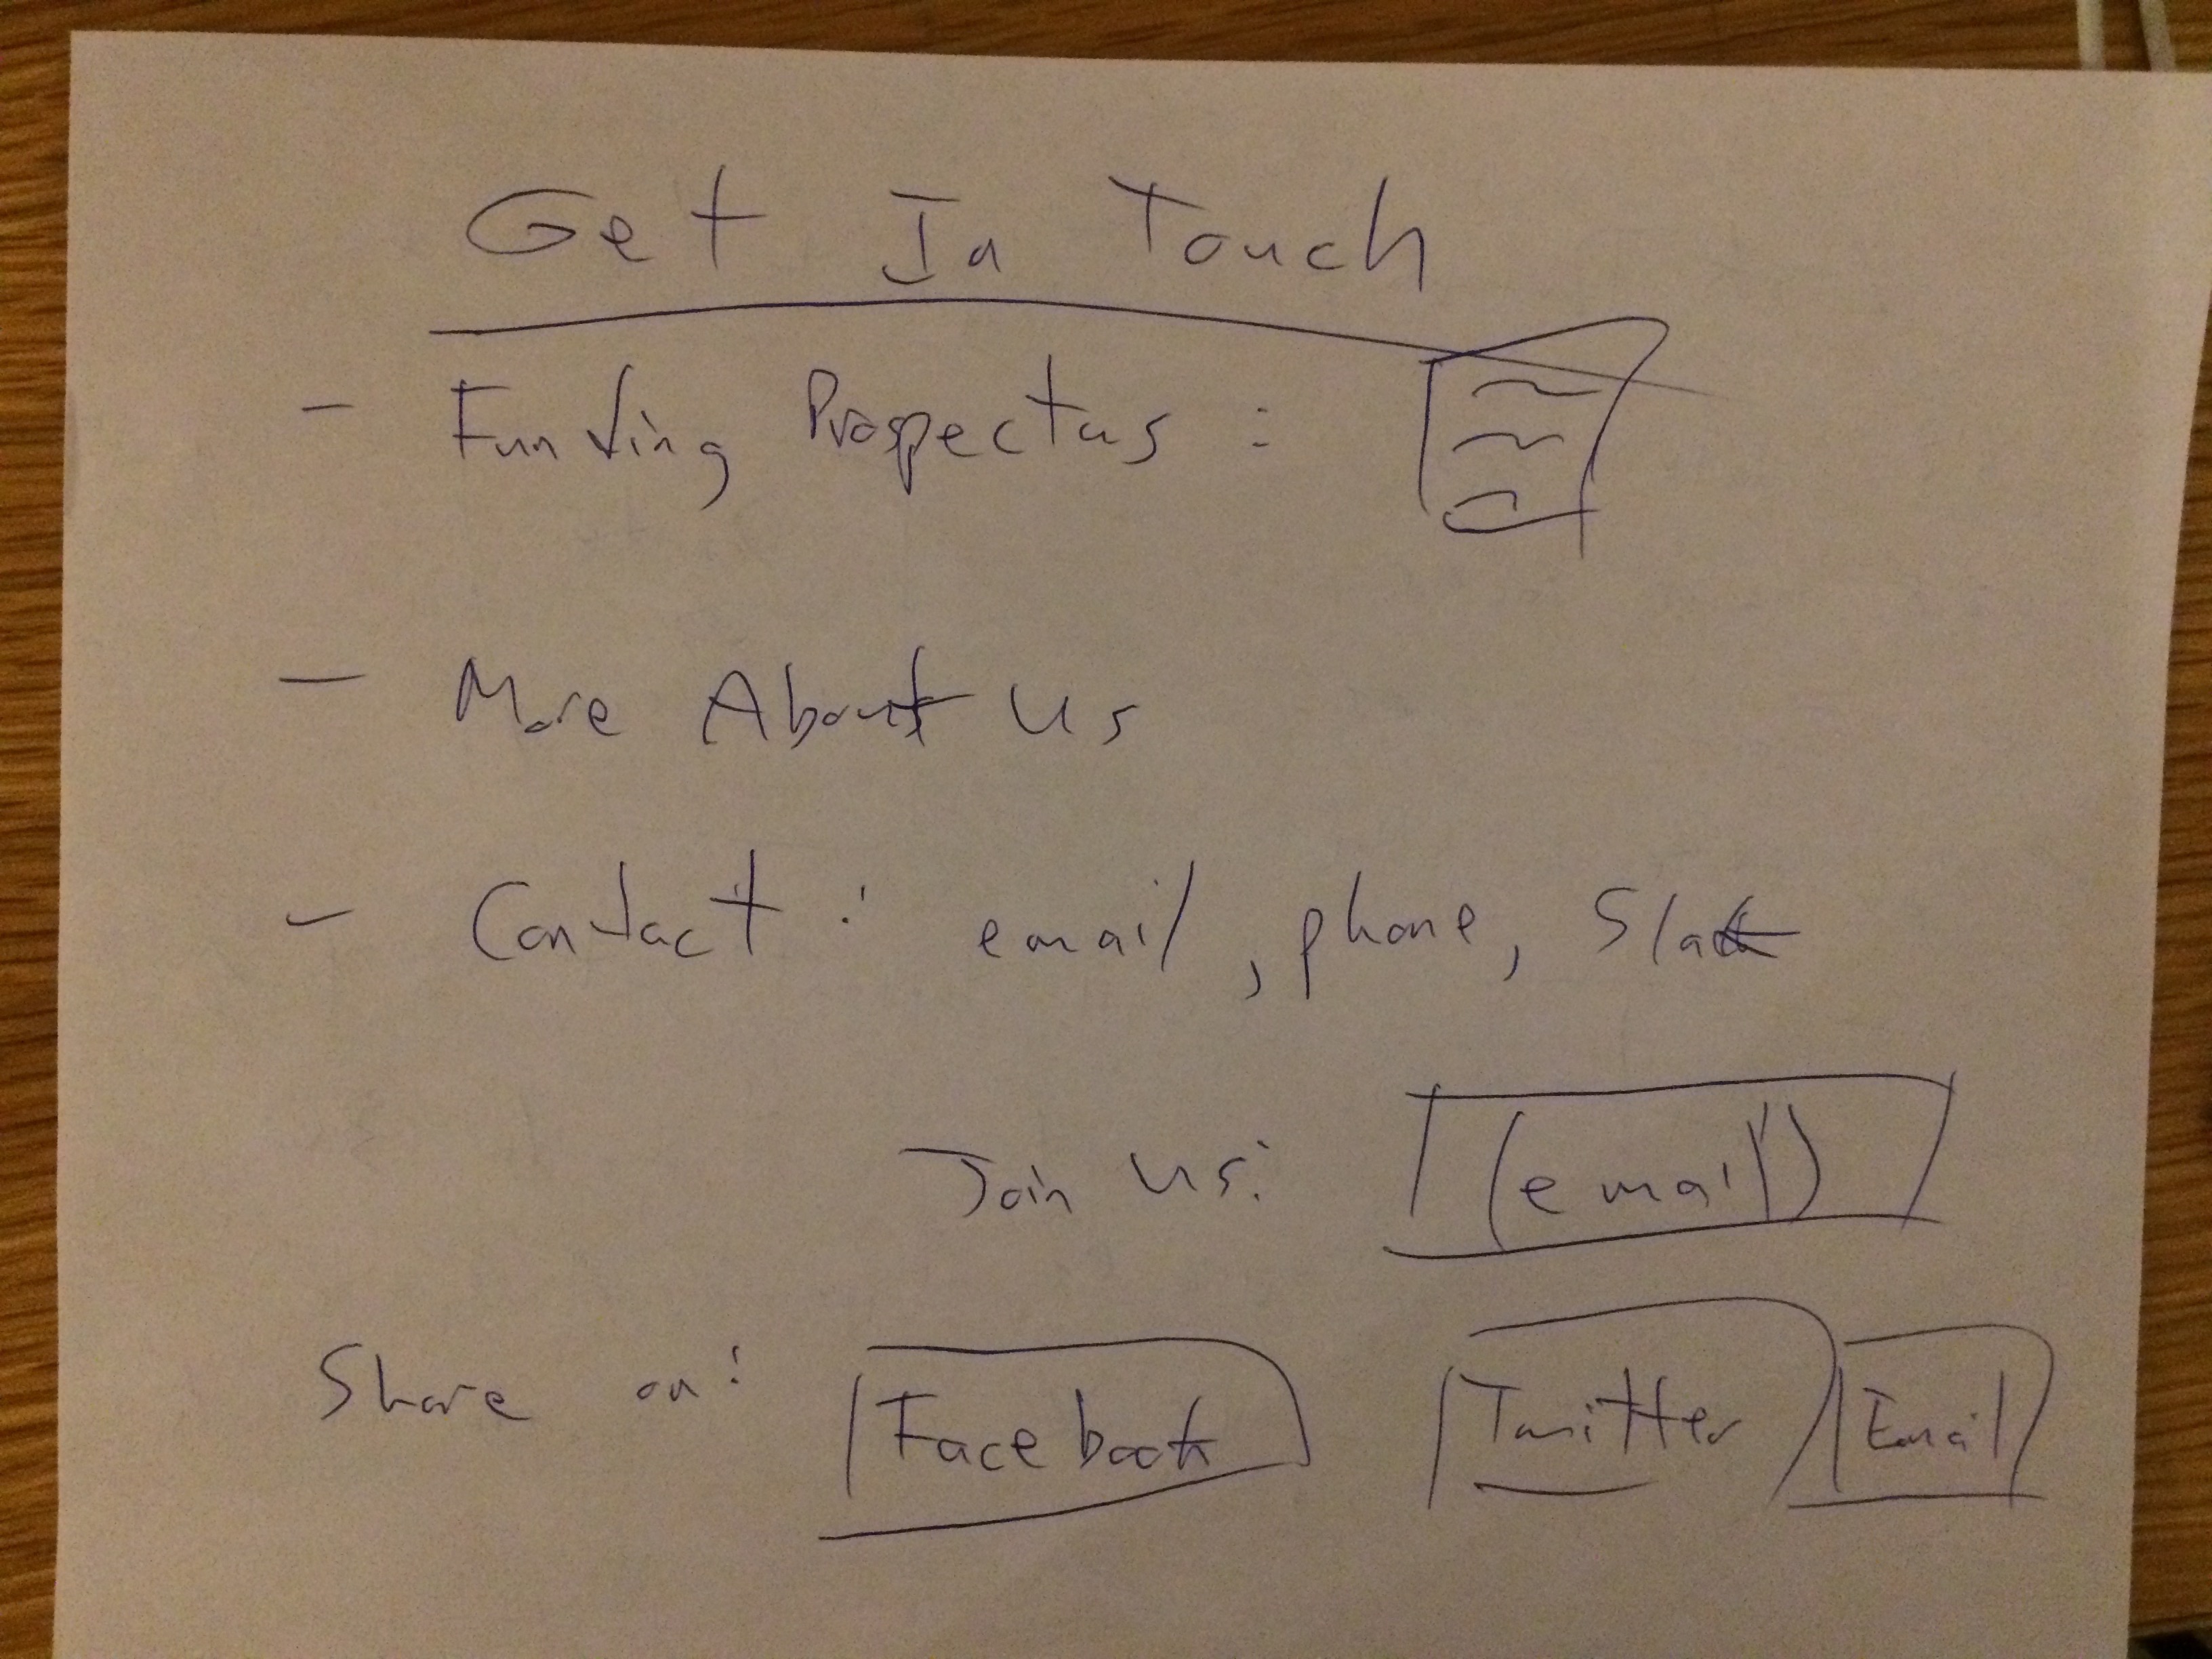 Get In Touch
- Funding Prospectus :
- More About Us
- Contact : email, phone, Slack
Join us: (email)
Share on: Facebook Twitter Email